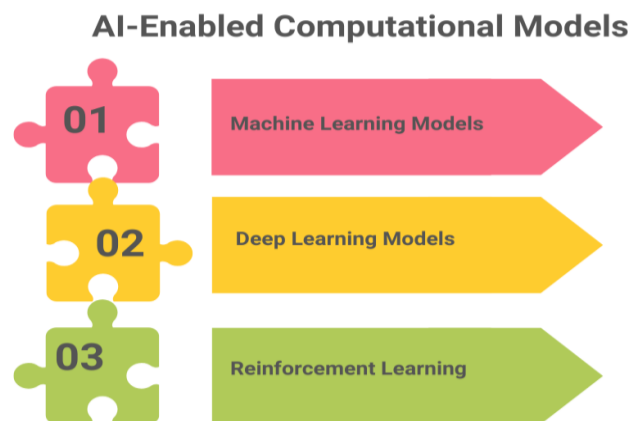 AI-Enabled Computational Models
01
Machine Learning Models
02
Deep Learning Models
03
Reinforcement Learning